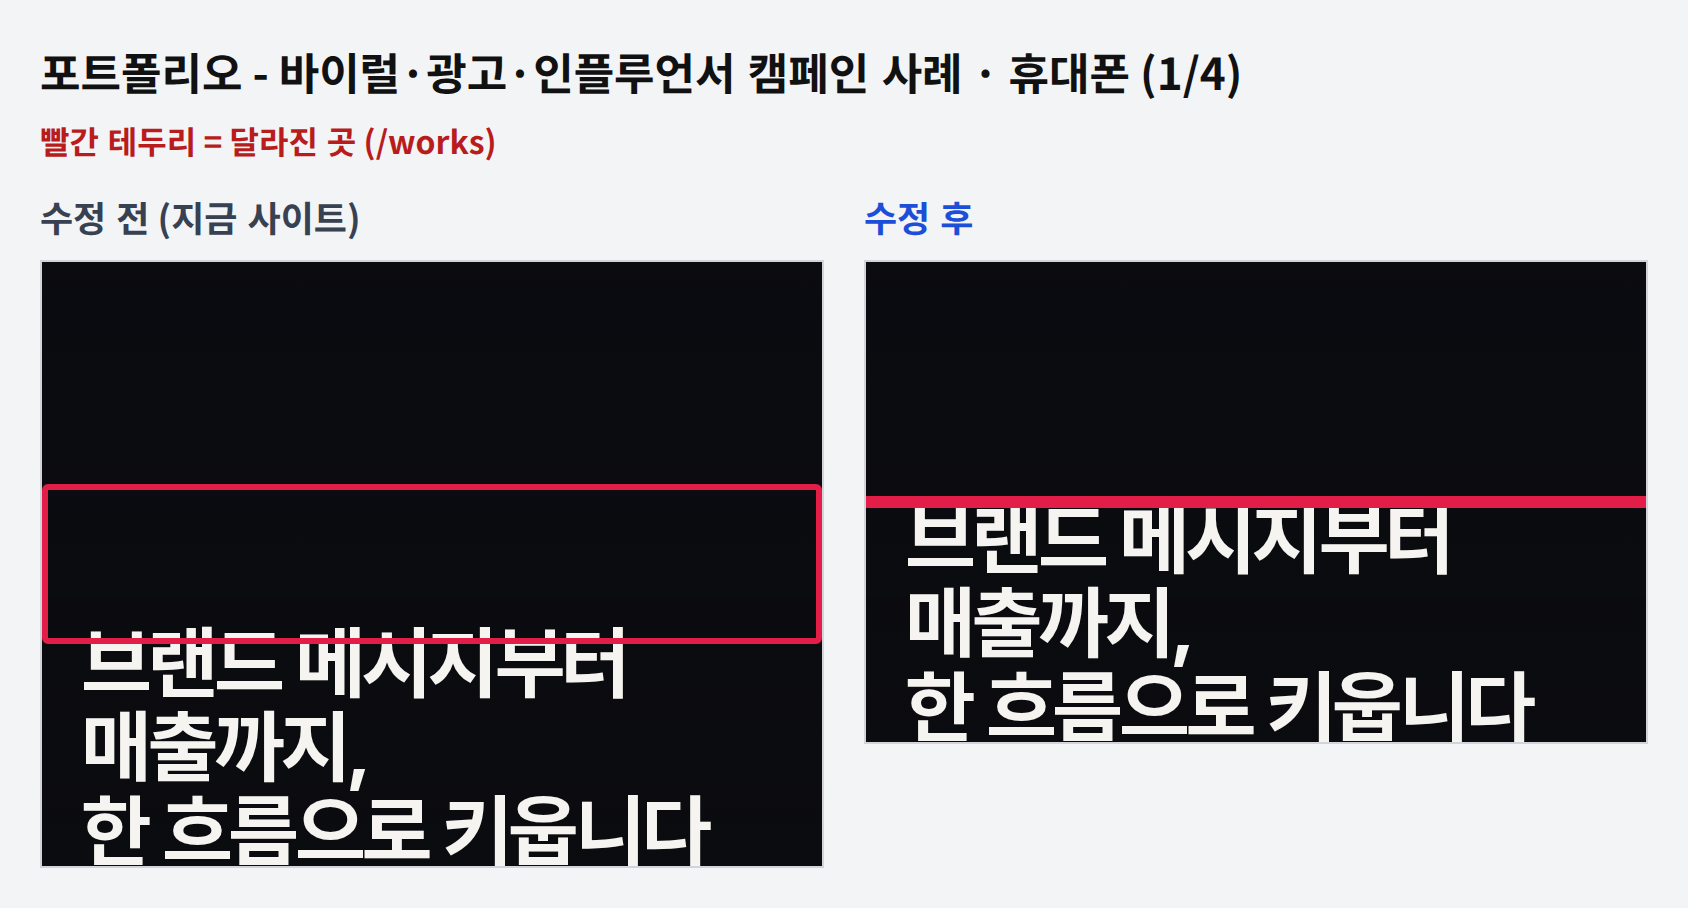 포트폴리오 - 바이럴·광고·인플루언서 캠페인 사례 · 휴대폰 (1/4)
빨간 테두리 = 달라진 곳 (/works)
수정 전 (지금 사이트)
브랜드 메시지부터
매출까지,
한 흐름으로 키웁니다
수정 후
브랜드 메시지부터
매출까지,
한 흐름으로 키웁니다